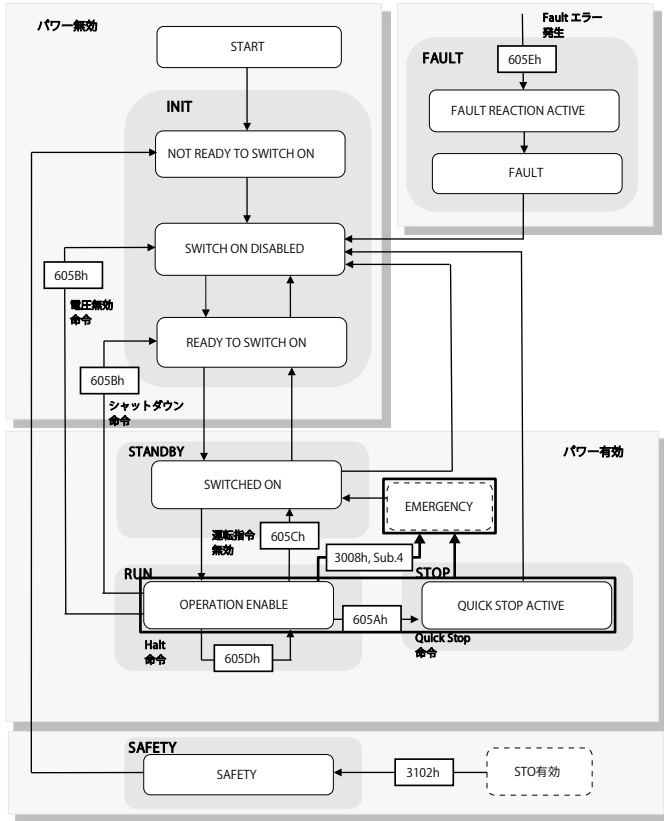 パワー無効
START
INIT
NOT READY TO SWITCH ON
SWITCH ON DISABLED
605Bh
電圧無効
命令
READY TO SWITCH ON
605Bh
シャットダウン
命令
Fault エラー
発生
605Eh
FAULT
FAULT REACTION ACTIVE
FAULT
パワー有効
STANDBY
SWITCHED ON
EMERGENCY
運転指令
無効
605Ch
3008h, Sub.4
RUN
STOP
OPERATION ENABLE
605Ah
QUICK STOP ACTIVE
Quick Stop
命令
Halt
命令
605Dh
SAFETY
SAFETY
3102h
STO有効